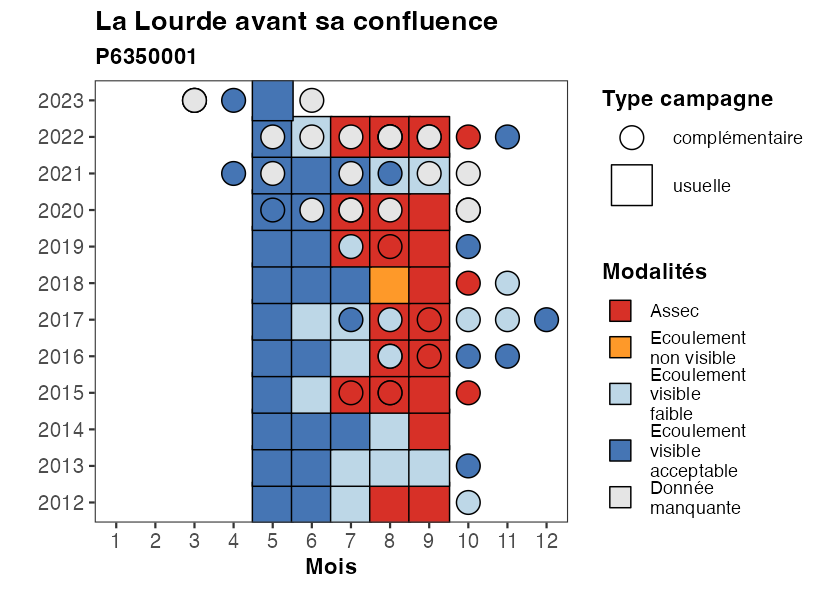 La Lourde avant sa confluence
P6350001
2023
2022
2021
2020
2019
2018
2017
2016
2015
2014
2013
2012
1 2 3 4 5 6 7 8 9 10 11 12
Mois
Type campagne
complémentaire
usuelle
Modalités
Assec
Ecoulement
non visible
Ecoulement
visible
faible
Ecoulement
visible
acceptable
Donnée
manquante